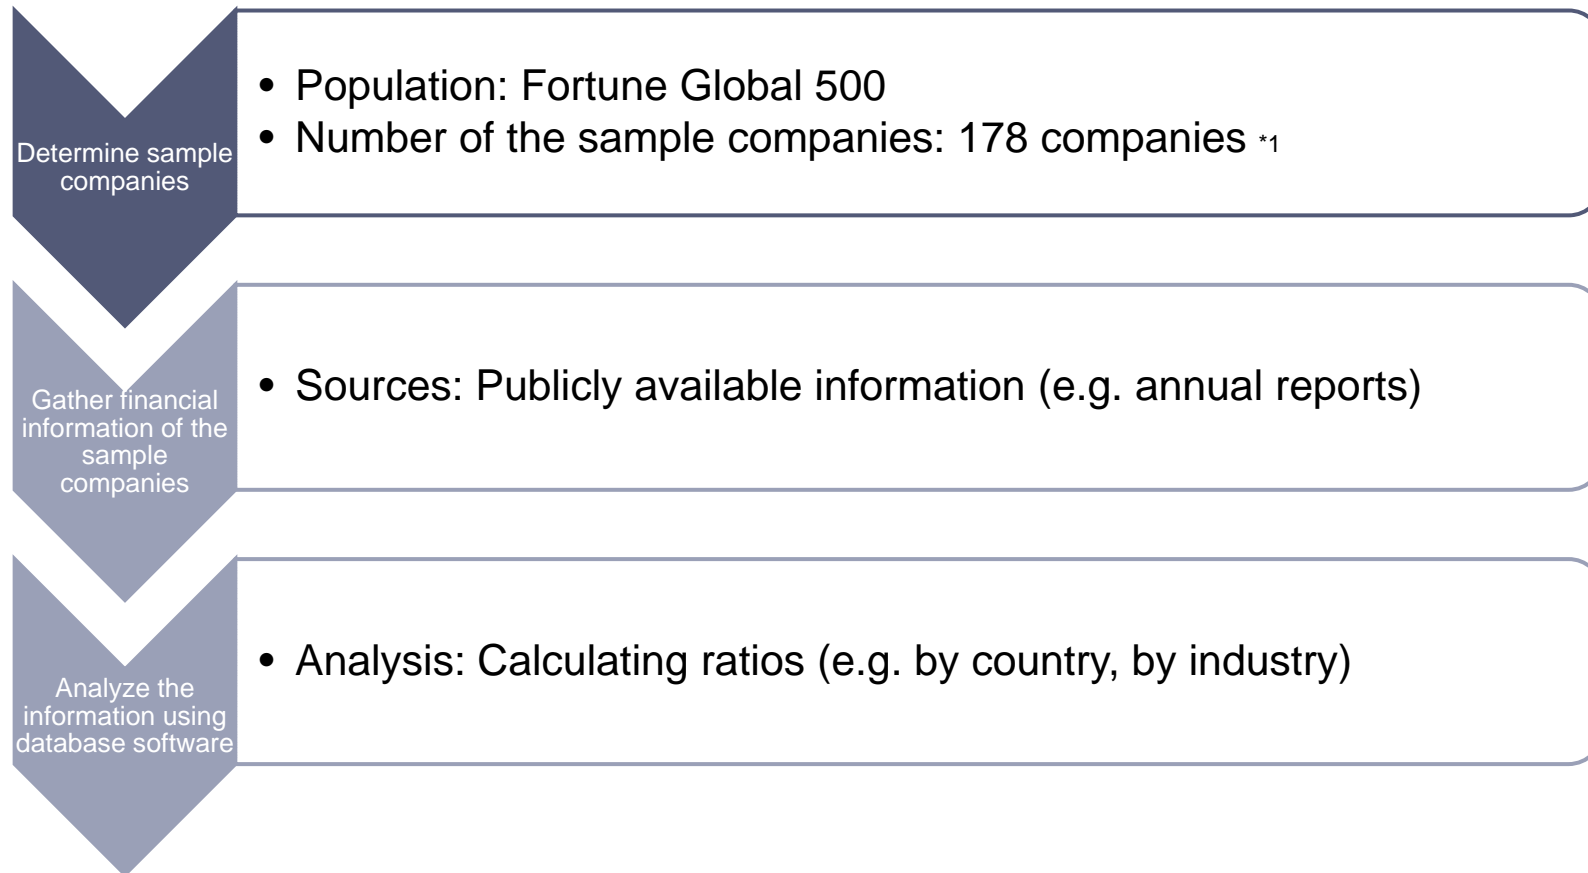 Determine sample
companies
• Population: Fortune Global 500
• Number of the sample companies: 178 companies *1
Gather financial
information of the
sample
companies
• Sources: Publicly available information (e.g. annual reports)
Analyze the
information using
database software
• Analysis: Calculating ratios (e.g. by country, by industry)